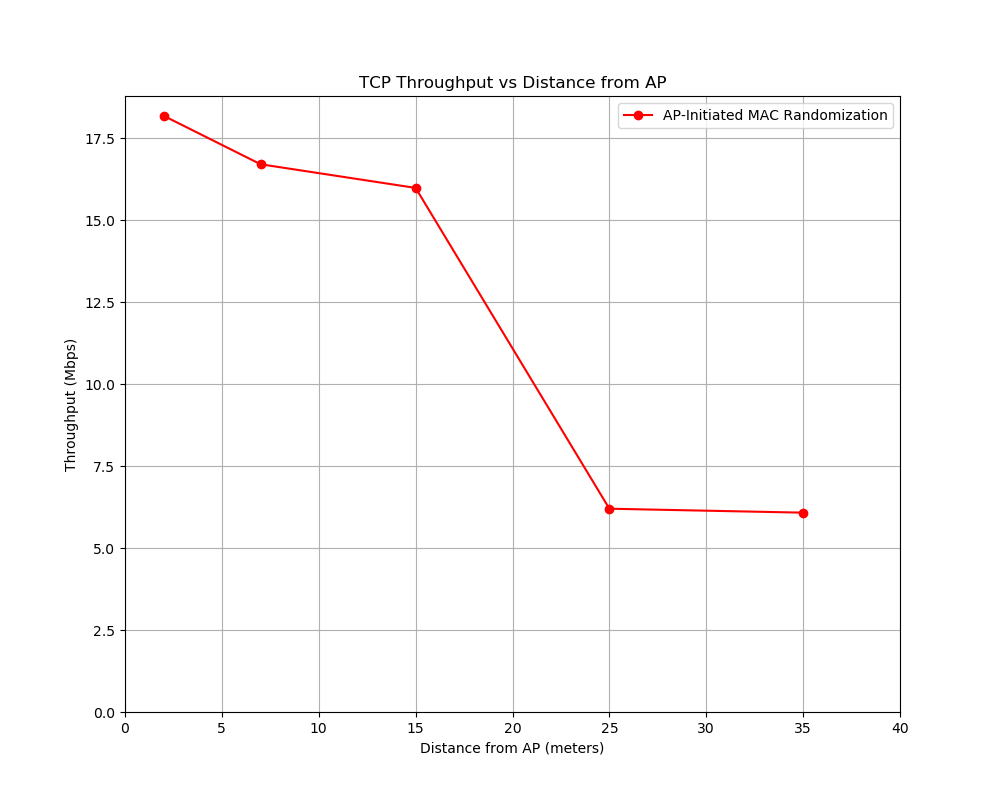 TCP Throughput vs Distance from AP
AP-Initiated MAC Randomization
Throughput (Mbps)
17.5
15.0
12.5
10.0
7.5
5.0
2.5
0.0
0 5 10 15 20 25 30 35 40
Distance from AP (meters)